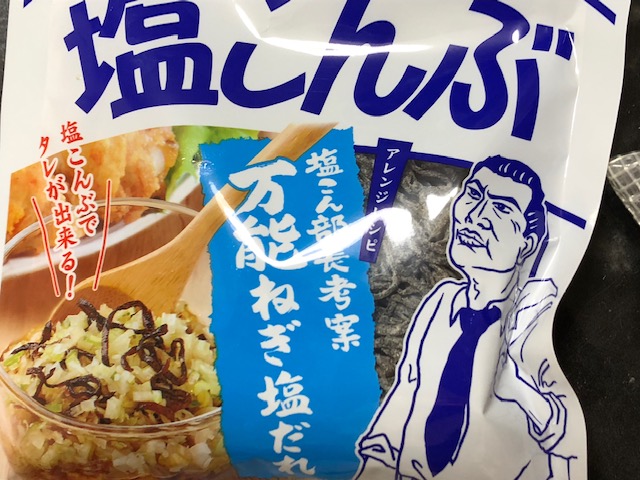 塩こんぶ
アレンジレシピ
塩こん部長考案
万能ねぎ塩だれ
塩こんぶで
タレが出来る!